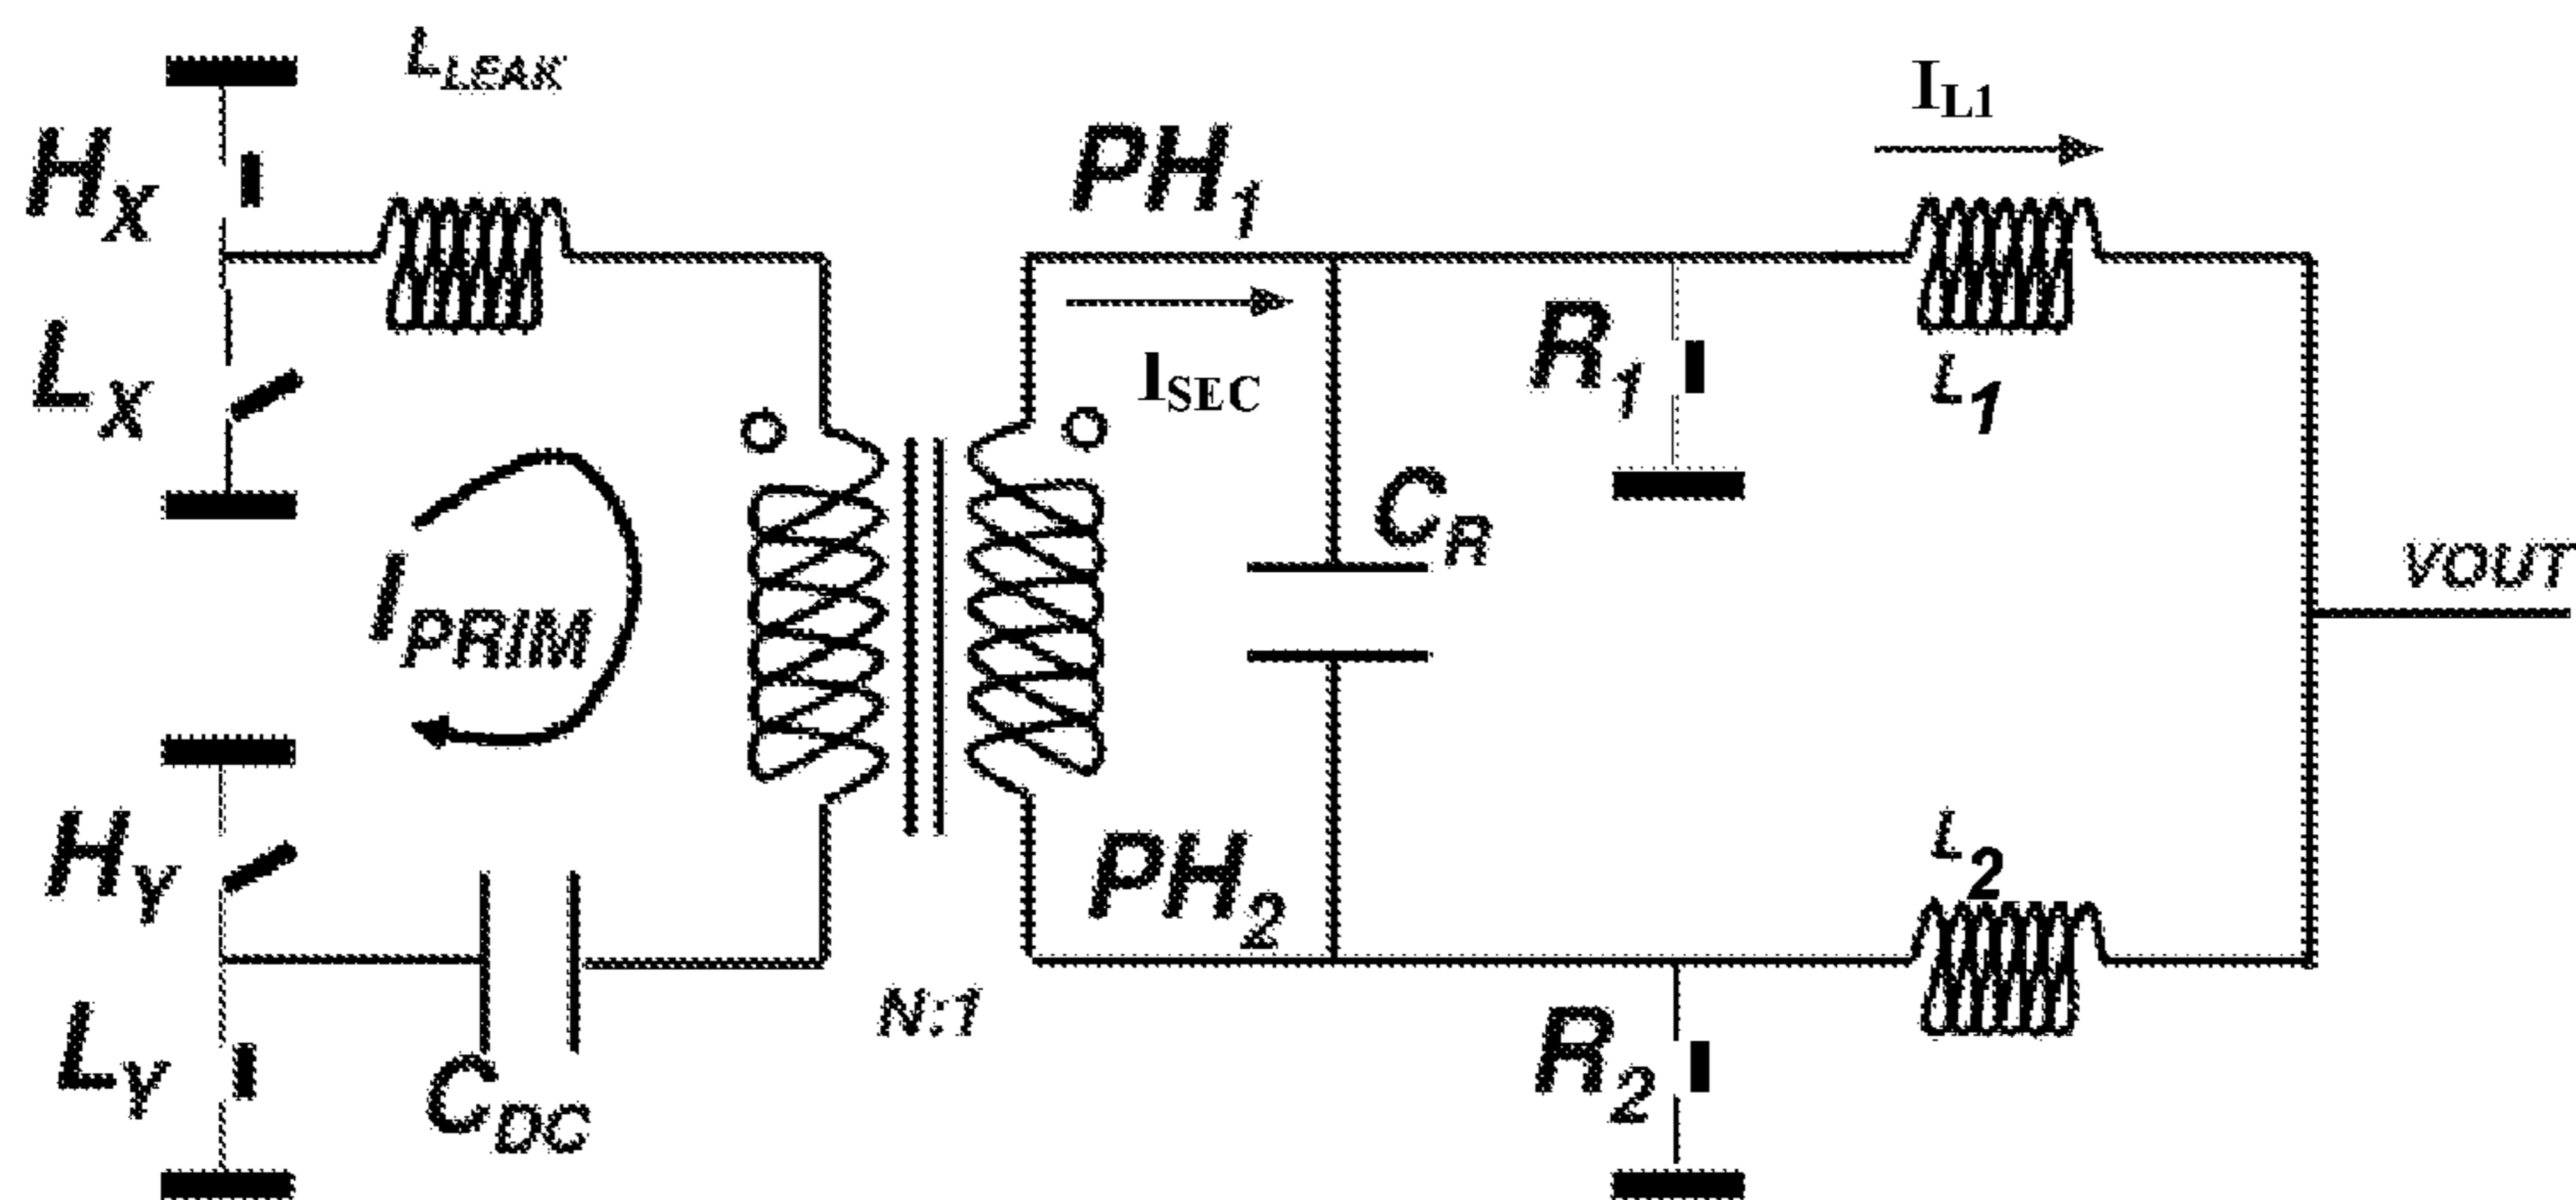 L_LEAK
I_L1
H_X
PH_1
L_X
R_1
I_SEC
L_1
C_R
I_PRIM
VOUT
H_Y
PH_2
L_2
N:1
L_Y
C_DC
R_2